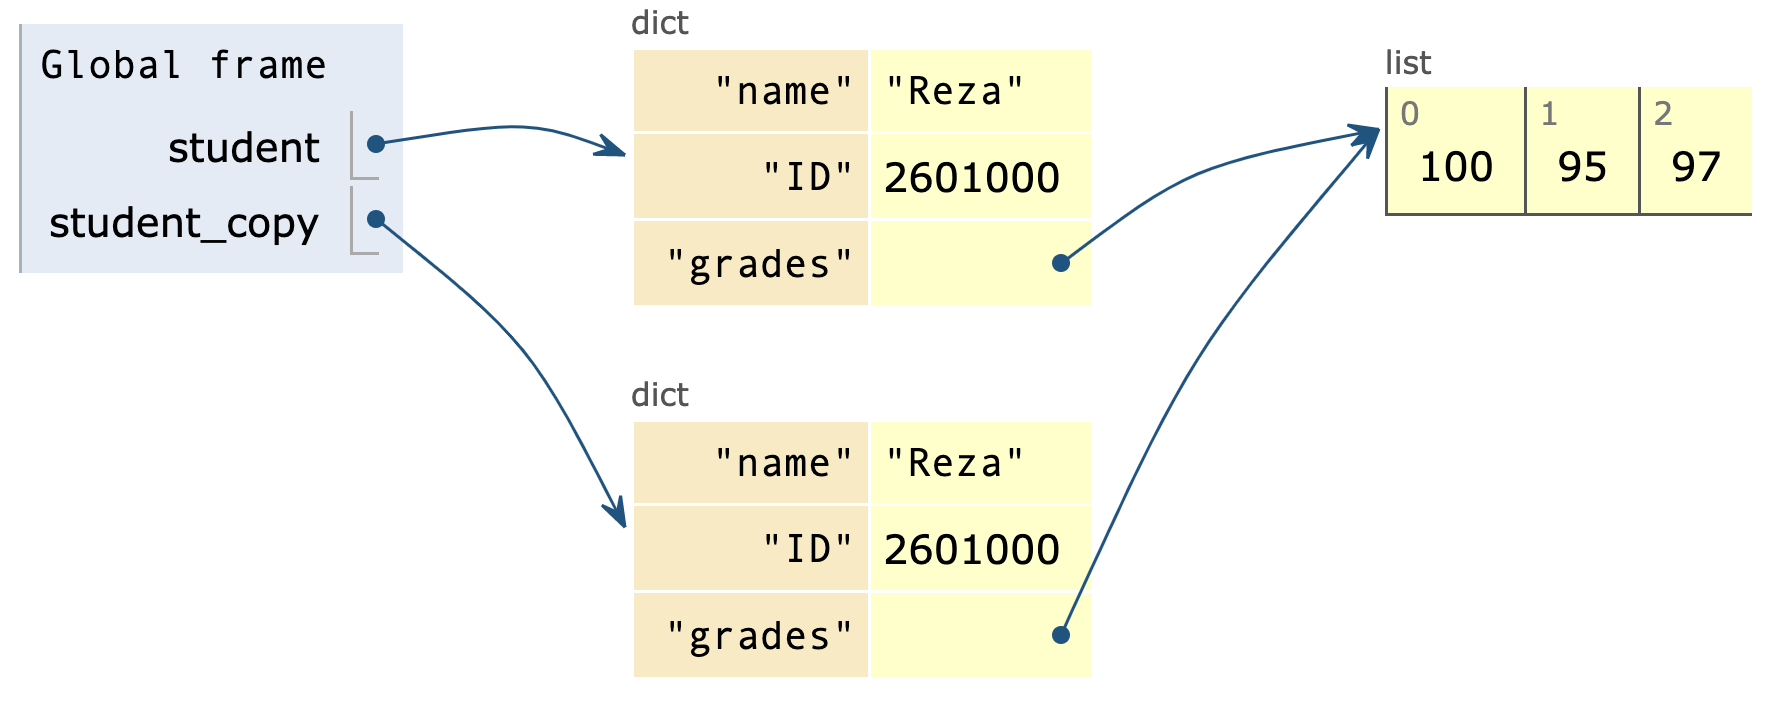 Global frame
student
student_copy
dict
"name" "Reza"
"ID" 2601000
"grades"
dict
"name" "Reza"
"ID" 2601000
"grades"
list
0 1 2
100 95 97